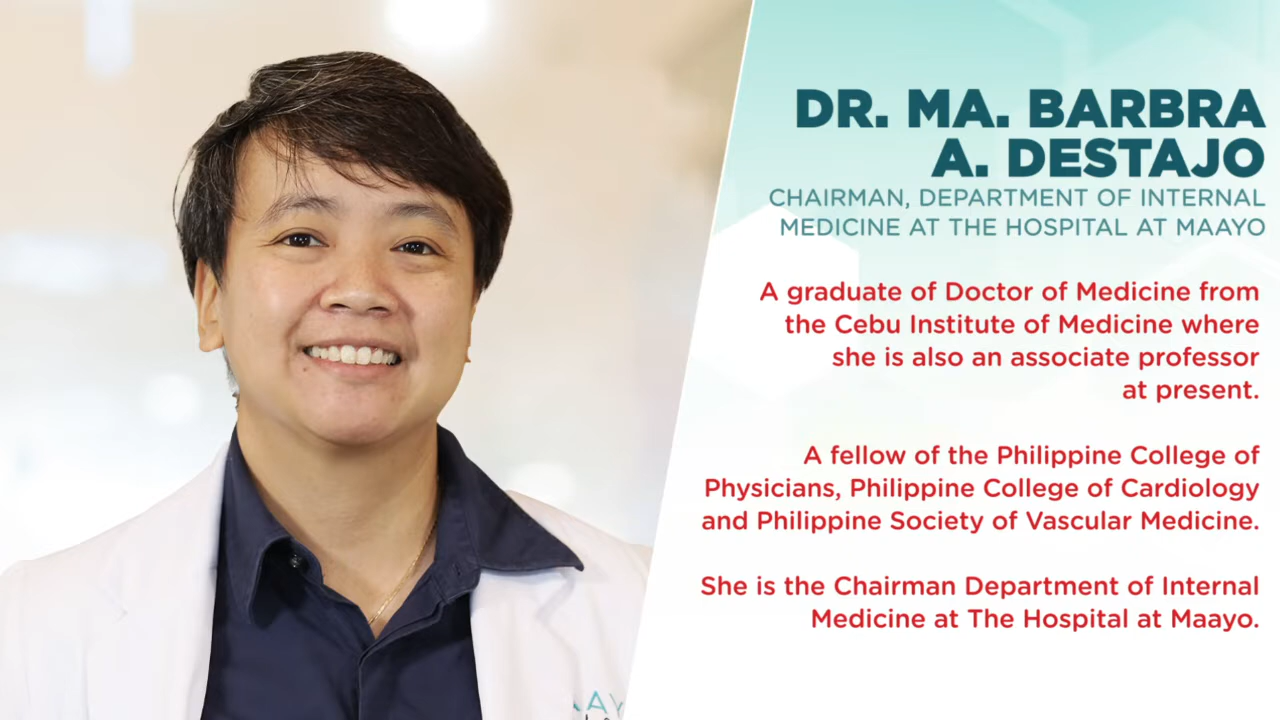 DR. MA. BARBRA
A. DESTAJO
CHAIRMAN, DEPARTMENT OF INTERNAL
MEDICINE AT THE HOSPITAL AT MAAYO
A graduate of Doctor of Medicine from
the Cebu Institute of Medicine where
she is also an associate professor
at present.
A fellow of the Philippine College of
Physicians, Philippine College of Cardiology
and Philippine Society of Vascular Medicine.
She is the Chairman Department of Internal
Medicine at The Hospital at Maayo.